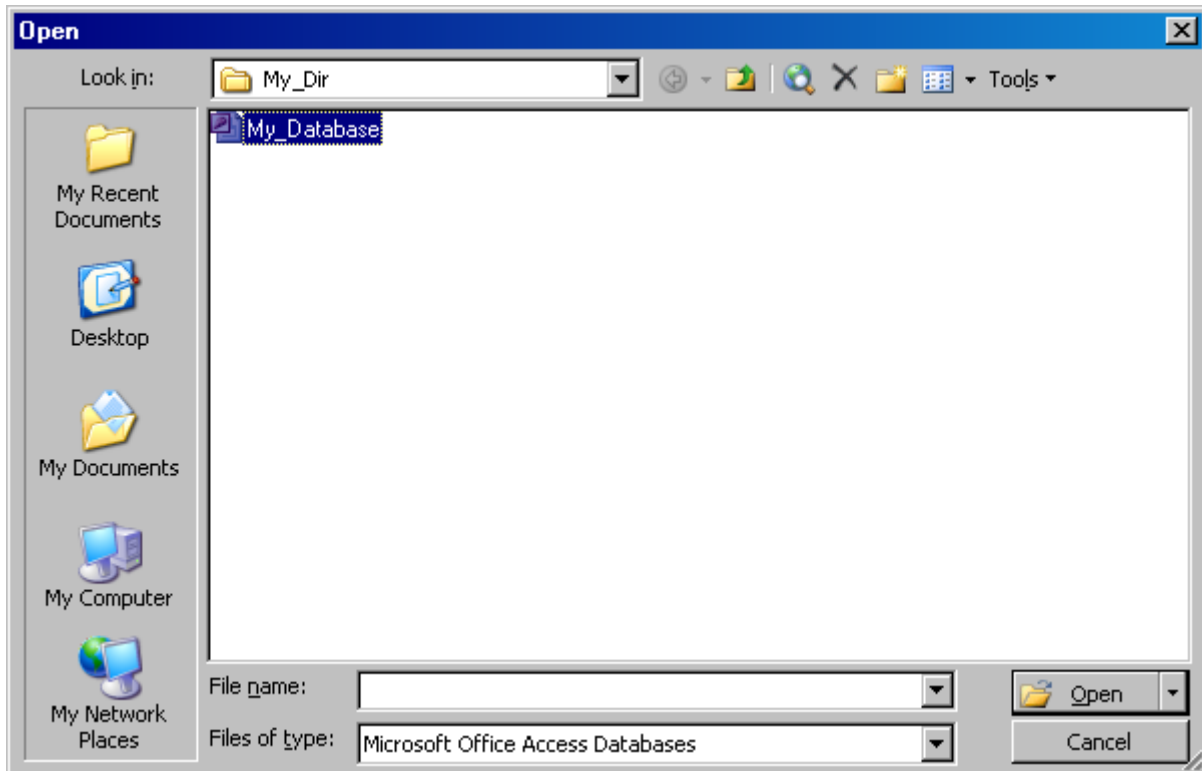 Open
Look in:
My_Dir
Tools
My_Database
My Recent
Documents
Desktop
My Documents
My Computer
My Network
Places
File name:
Open
Files of type:
Microsoft Office Access Databases
Cancel